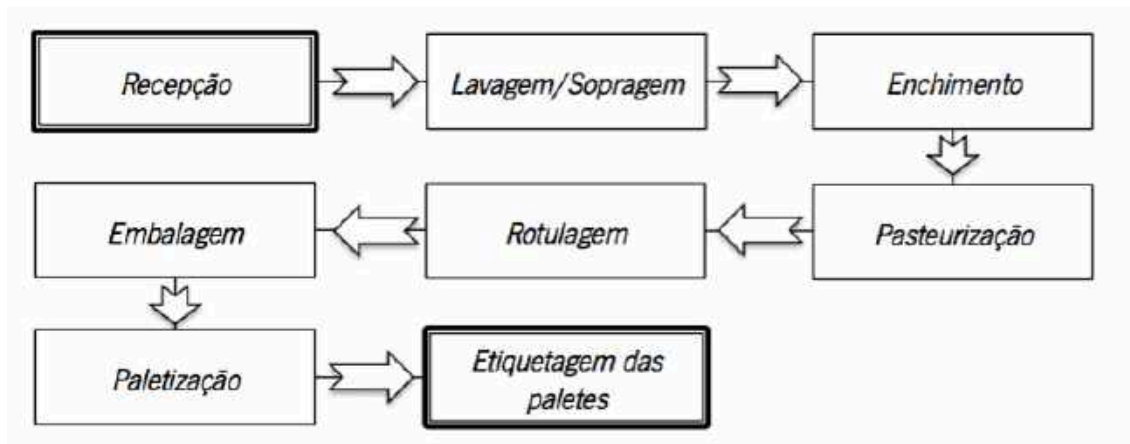 Recepção
Lavagem/Sopragem
Enchimento
Pasteurização
Rotulagem
Embalagem
Paletização
Etiquetagem das
paletes